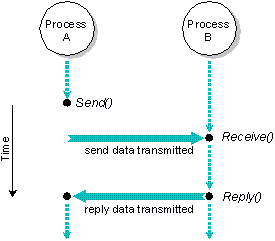 Process
A
Process
B
Send()
Time
Receive()
send data transmitted
Reply()
reply data transmitted